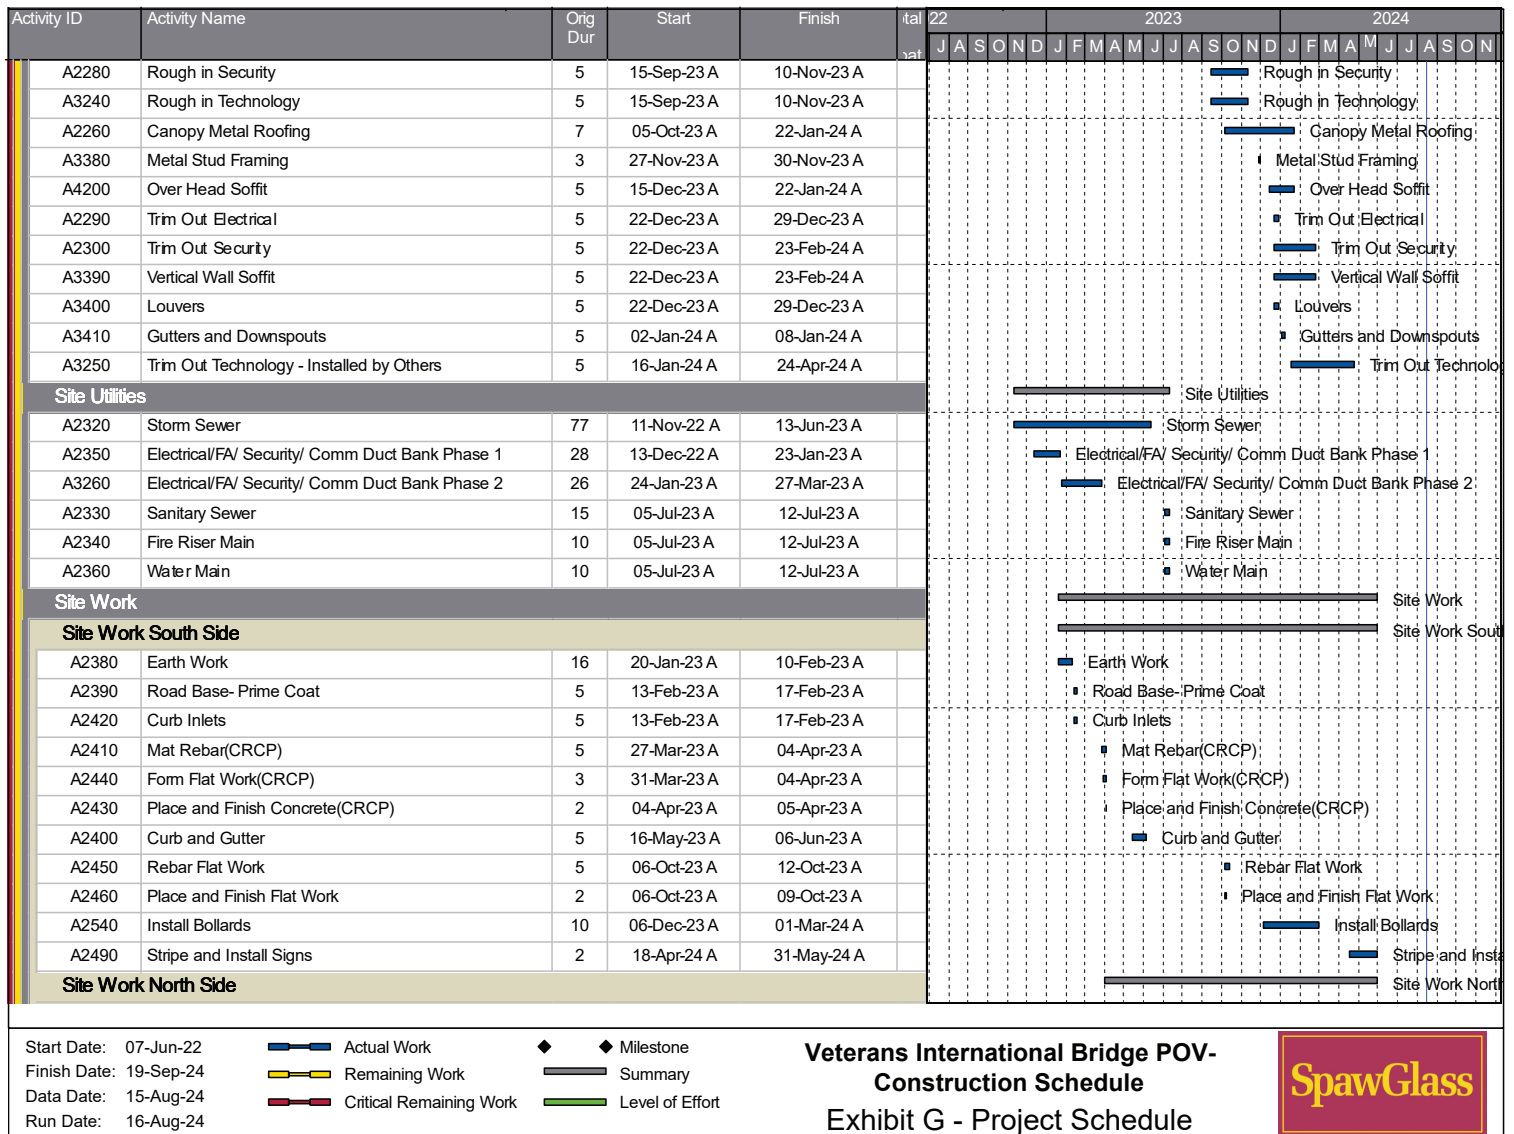 Activity ID Activity Name Orig Dur Start Finish 22 2023 2024
J A S O N D J F M A M J J A S O N D J F M A M J J A S O N
A2280 Rough in Security 5 15-Sep-23 A 10-Nov-23 A Rough in Security
A3240 Rough in Technology 5 15-Sep-23 A 10-Nov-23 A Rough in Technology
A2260 Canopy Metal Roofing 7 05-Oct-23 A 22-Jan-24 A Canopy Metal Roofing
A3380 Metal Stud Framing 3 27-Nov-23 A 30-Nov-23 A Metal Stud Framing
A4200 Over Head Soffit 5 15-Dec-23 A 22-Jan-24 A Over Head Soffit
A2290 Trim Out Electrical 5 22-Dec-23 A 29-Dec-23 A Trim Out Electrical
A2300 Trim Out Security 5 22-Dec-23 A 23-Feb-24 A Trim Out Security
A3390 Vertical Wall Soffit 5 22-Dec-23 A 23-Feb-24 A Vertical Wall Soffit
A3400 Louvers 5 22-Dec-23 A 29-Dec-23 A Louvers
A3410 Gutters and Downspouts 5 02-Jan-24 A 08-Jan-24 A Gutters and Downspouts
A3250 Trim Out Technology - Installed by Others 5 16-Jan-24 A 24-Apr-24 A Trim Out Technolog
Site Utilities Site Utilities
A2320 Storm Sewer 77 11-Nov-22 A 13-Jun-23 A Storm Sewer
A2350 Electrical/FA/ Security/ Comm Duct Bank Phase 1 28 13-Dec-22 A 23-Jan-23 A Electrical/FA/ Security/ Comm Duct Bank Phase 1
A3260 Electrical/FA/ Security/ Comm Duct Bank Phase 2 26 24-Jan-23 A 27-Mar-23 A Electrical/FA/ Security/ Comm Duct Bank Phase 2
A2330 Sanitary Sewer 15 05-Jul-23 A 12-Jul-23 A Sanitary Sewer
A2340 Fire Riser Main 10 05-Jul-23 A 12-Jul-23 A Fire Riser Main
A2360 Water Main 10 05-Jul-23 A 12-Jul-23 A Water Main
Site Work Site Work
Site Work South Side Site Work Sout
A2380 Earth Work 16 20-Jan-23 A 10-Feb-23 A Earth Work
A2390 Road Base- Prime Coat 5 13-Feb-23 A 17-Feb-23 A Road Base- Prime Coat
A2420 Curb Inlets 5 13-Feb-23 A 17-Feb-23 A Curb Inlets
A2410 Mat Rebar(CRCP) 5 27-Mar-23 A 04-Apr-23 A Mat Rebar(CRCP)
A2440 Form Flat Work(CRCP) 3 31-Mar-23 A 04-Apr-23 A Form Flat Work(CRCP)
A2430 Place and Finish Concrete(CRCP) 2 04-Apr-23 A 05-Apr-23 A Place and Finish Concrete(CRCP)
A2400 Curb and Gutter 5 16-May-23 A 06-Jun-23 A Curb and Gutter
A2450 Rebar Flat Work 5 06-Oct-23 A 12-Oct-23 A Rebar Flat Work
A2460 Place and Finish Flat Work 2 06-Oct-23 A 09-Oct-23 A Place and Finish Flat Work
A2540 Install Bollards 10 06-Dec-23 A 01-Mar-24 A Install Bollards
A2490 Stripe and Install Signs 2 18-Apr-24 A 31-May-24 A Stripe and Insta
Site Work North Side Site Work North
Start Date: 07-Jun-22
Finish Date: 19-Sep-24
Data Date: 15-Aug-24
Run Date: 16-Aug-24
Actual Work
Remaining Work
Critical Remaining Work
Milestone
Summary
Level of Effort
Veterans International Bridge POV-
Construction Schedule
Exhibit G - Project Schedule
SpawGlass